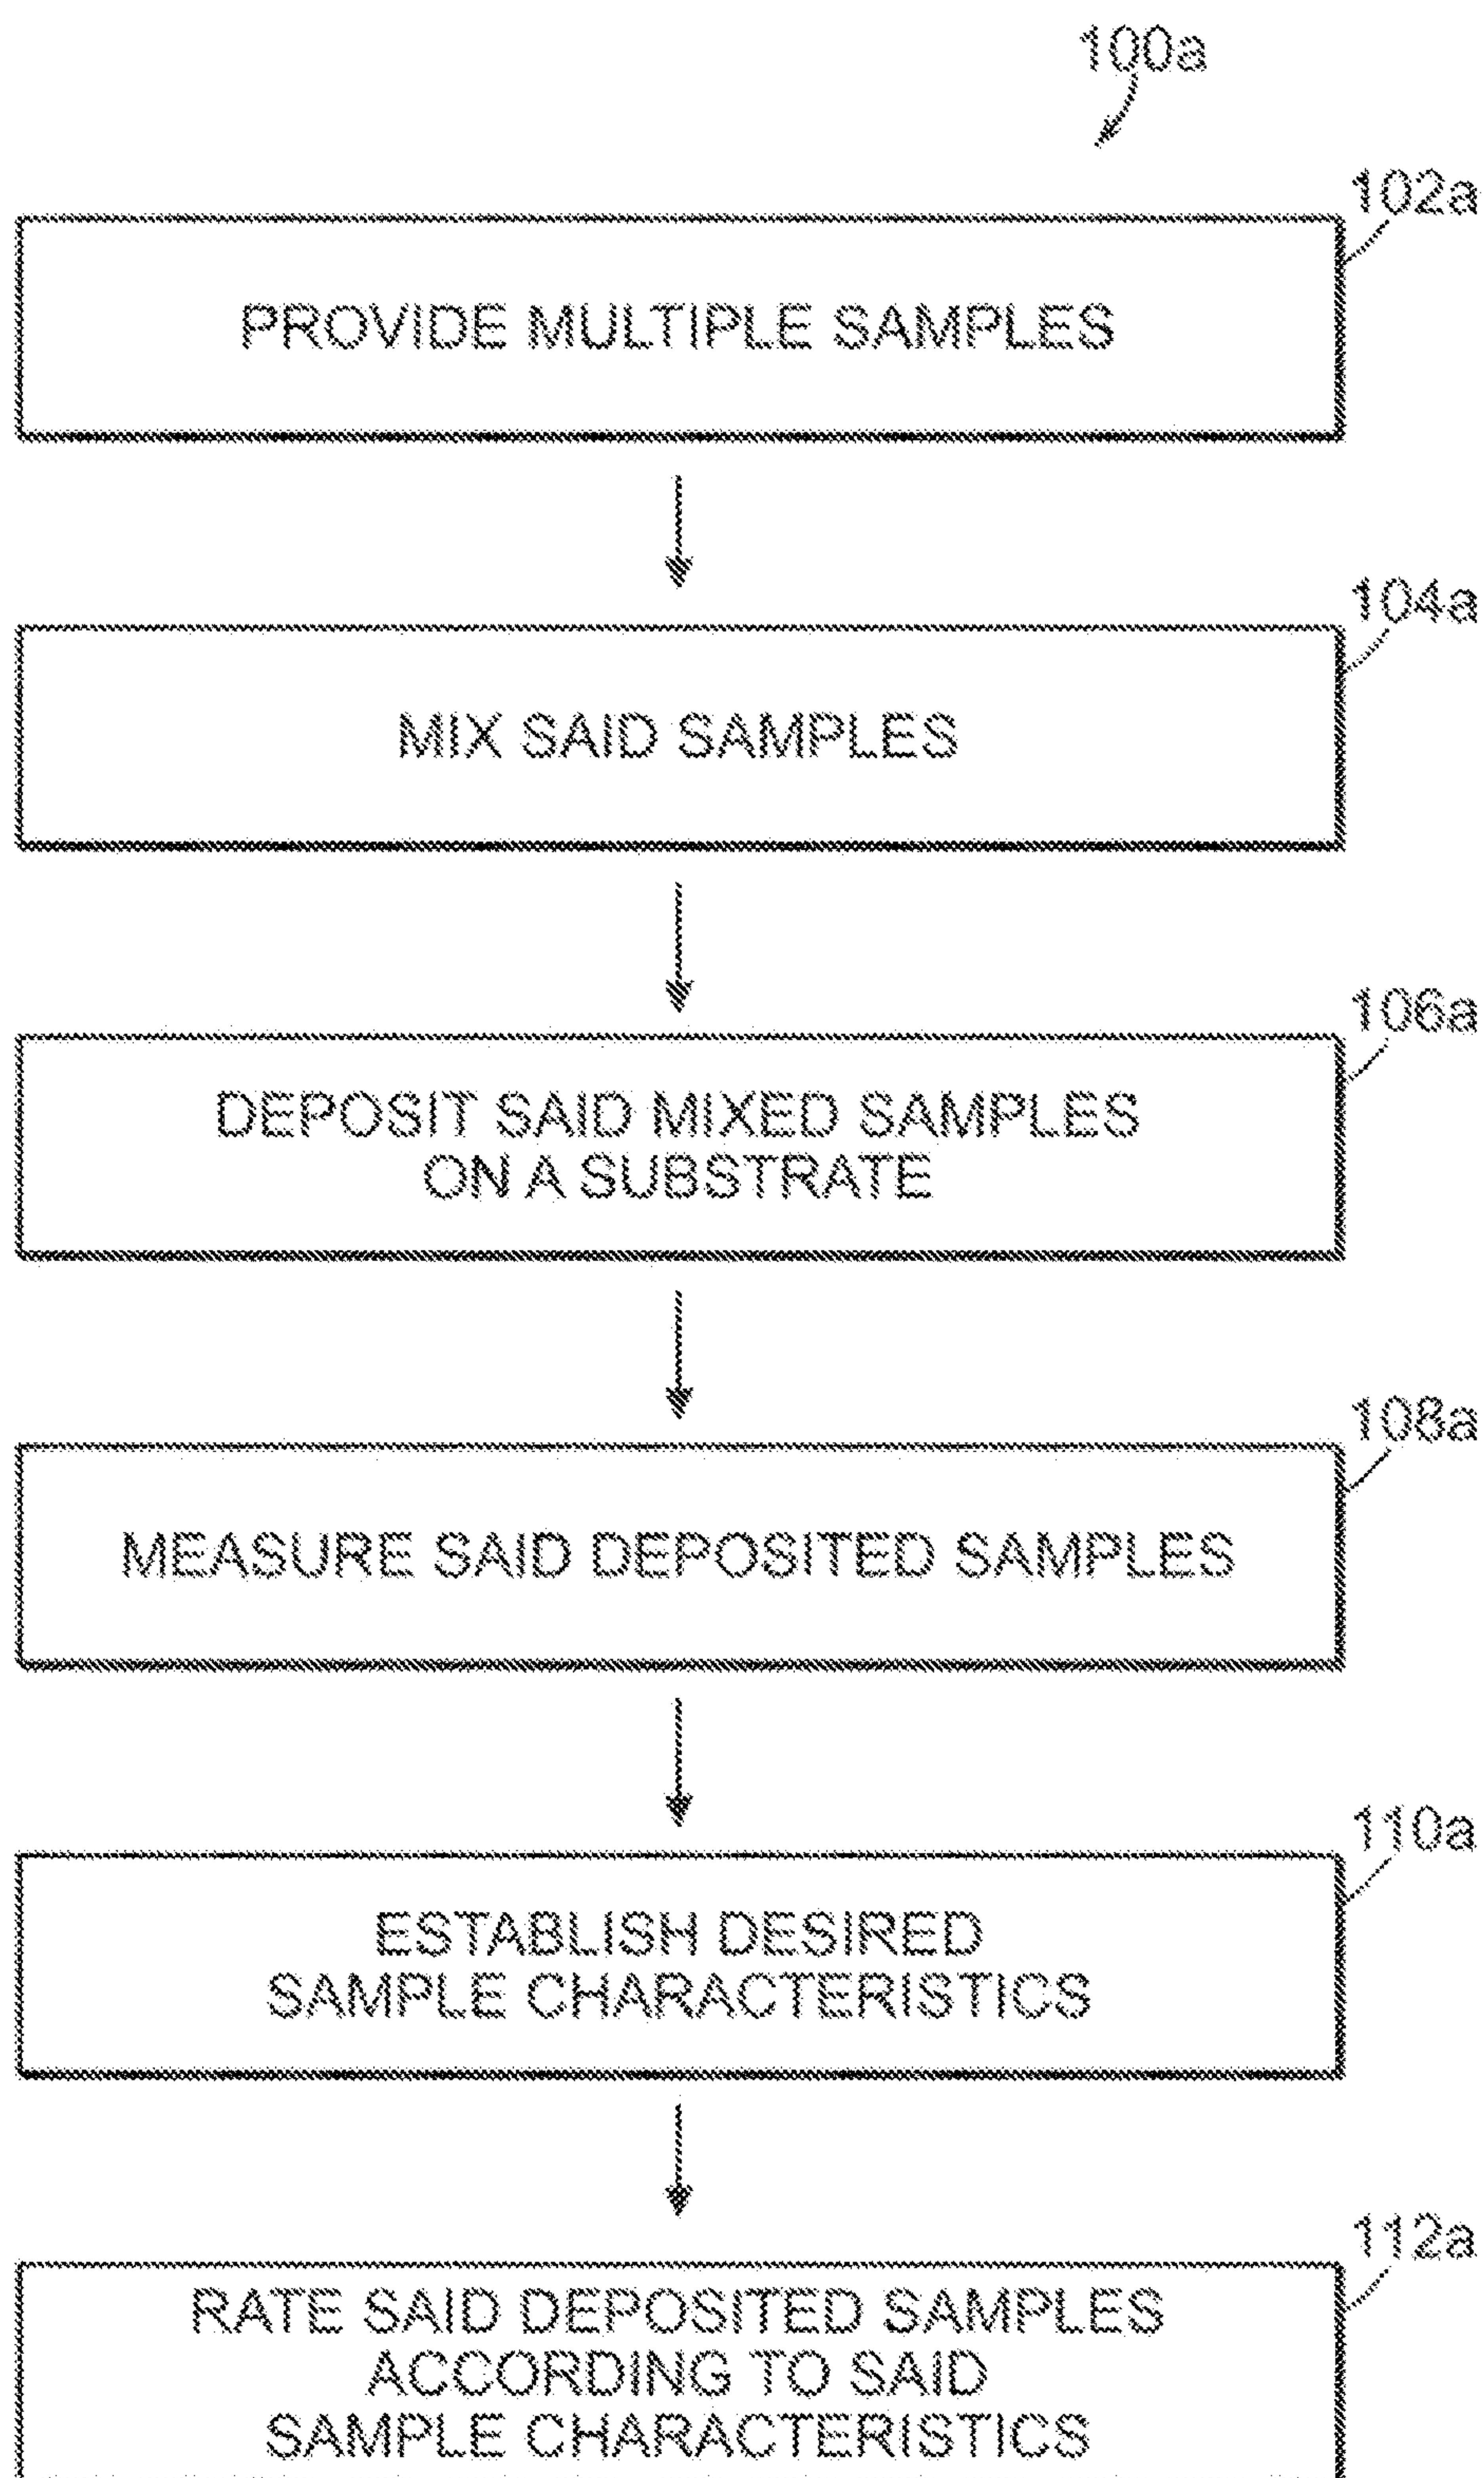 100a
102a
PROVIDE MULTIPLE SAMPLES
104a
MIX SAID SAMPLES
106a
DEPOSIT SAID MIXED SAMPLES
ON A SUBSTRATE
108a
MEASURE SAID DEPOSITED SAMPLES
110a
ESTABLISH DESIRED
SAMPLE CHARACTERISTICS
112a
RATE SAID DEPOSITED SAMPLES
ACCORDING TO SAID
SAMPLE CHARACTERISTICS